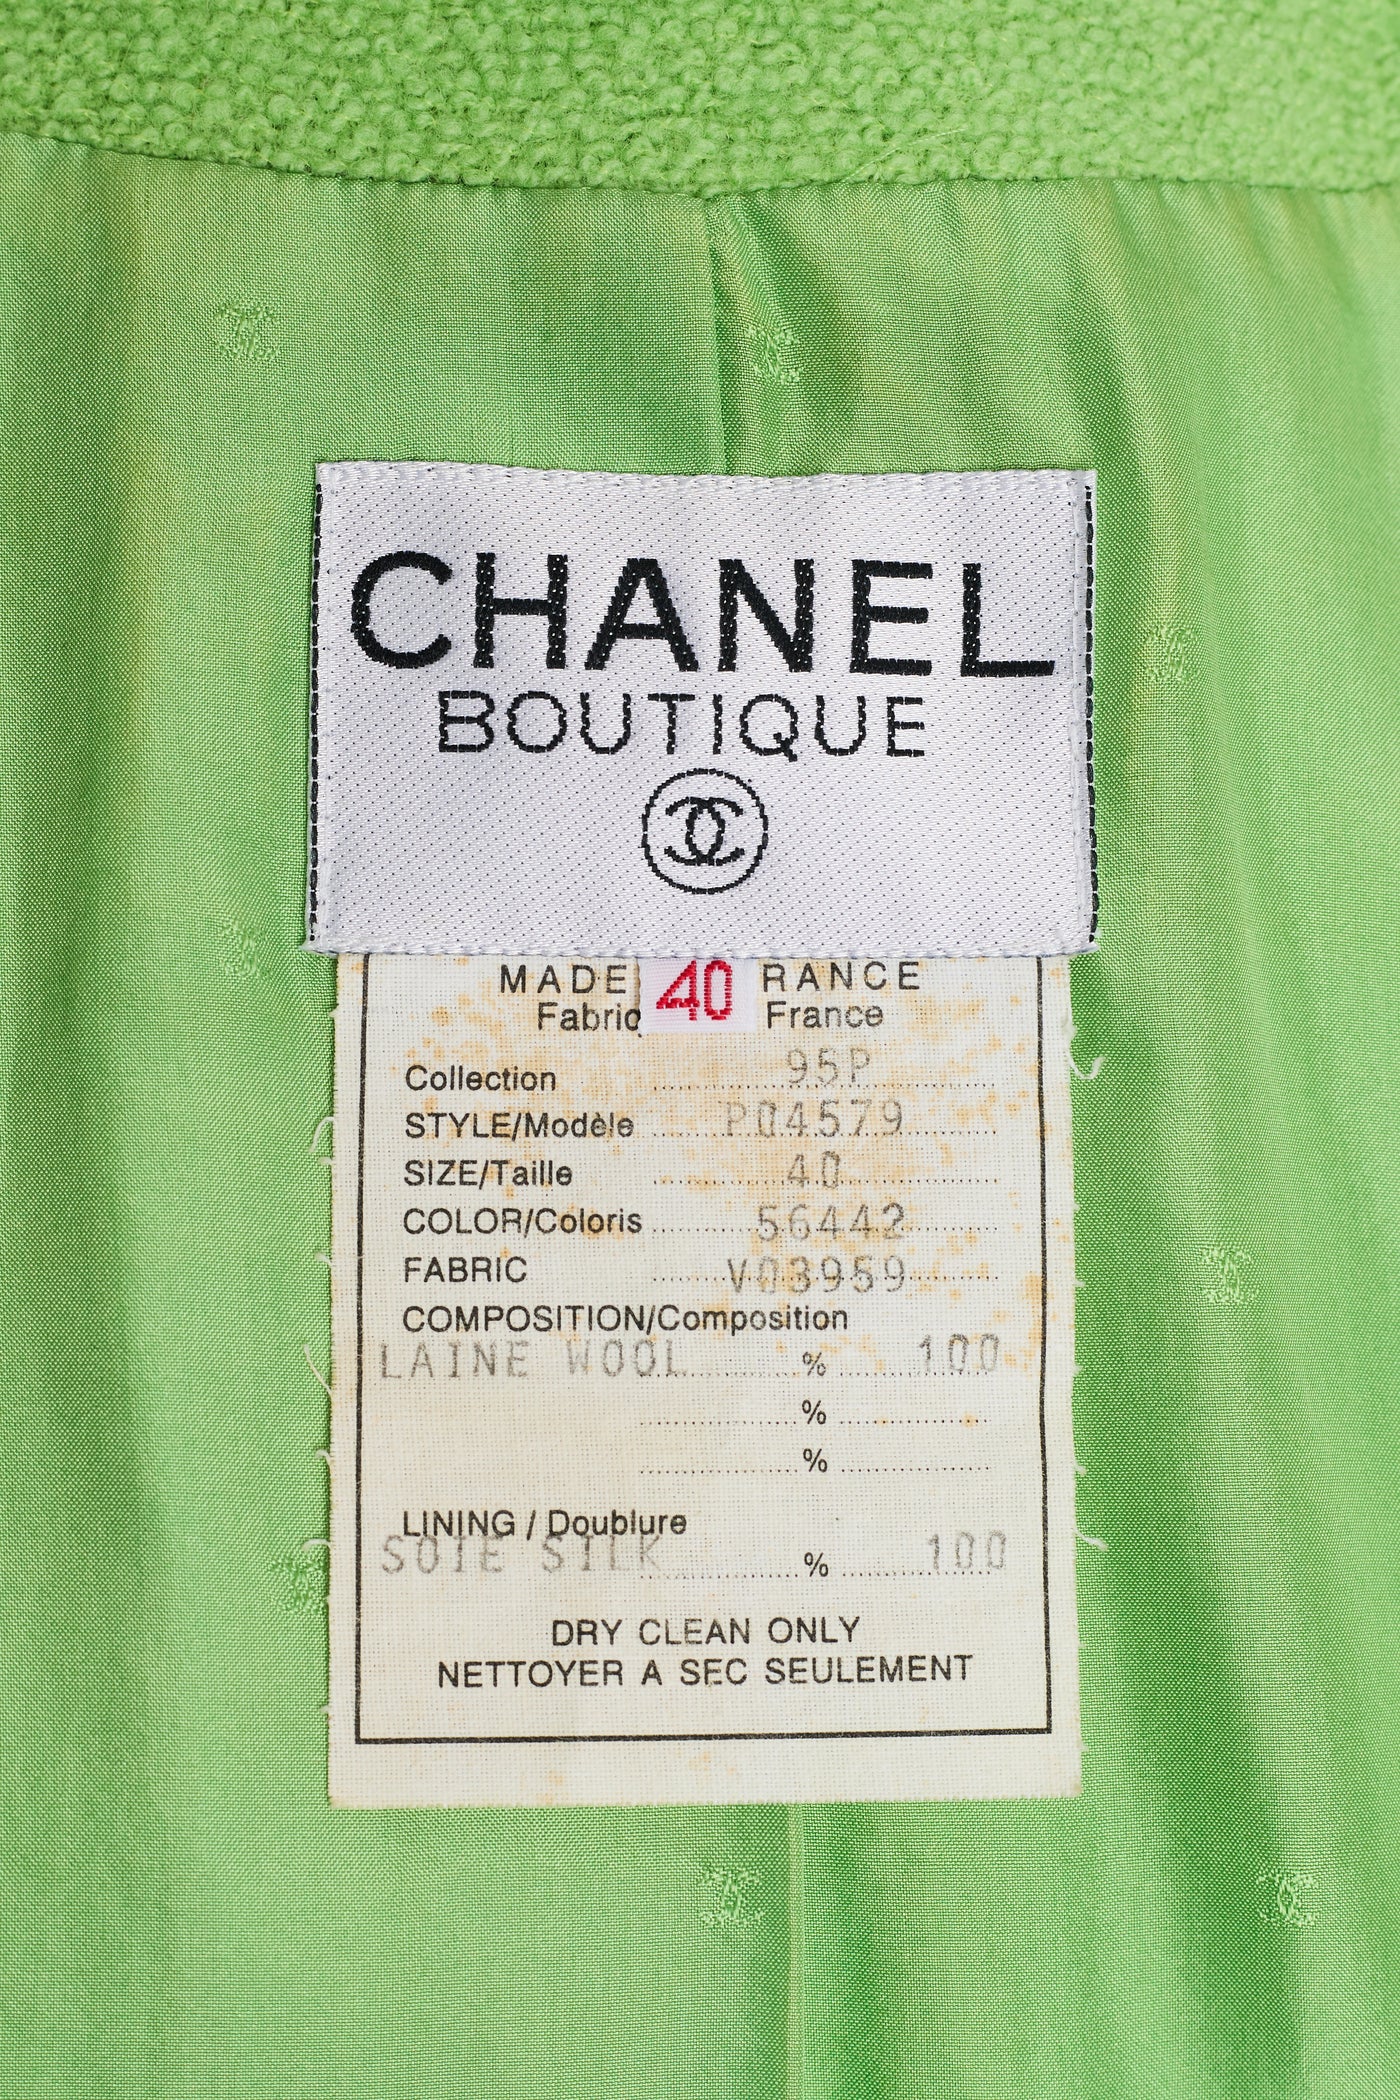 CHANEL
BOUTIQUE
MADE 40 RANCE
Fabric France
Collection 95P
STYLE/Modèle P04579
SIZE/Taille 40
COLOR/Coloris 56442
FABRIC V03959
COMPOSITION/Composition
LAINE WOOL % 100
%
%
LINING / Doublure
SOIE SILK % 100
DRY CLEAN ONLY
NETTOYER A SEC SEULEMENT